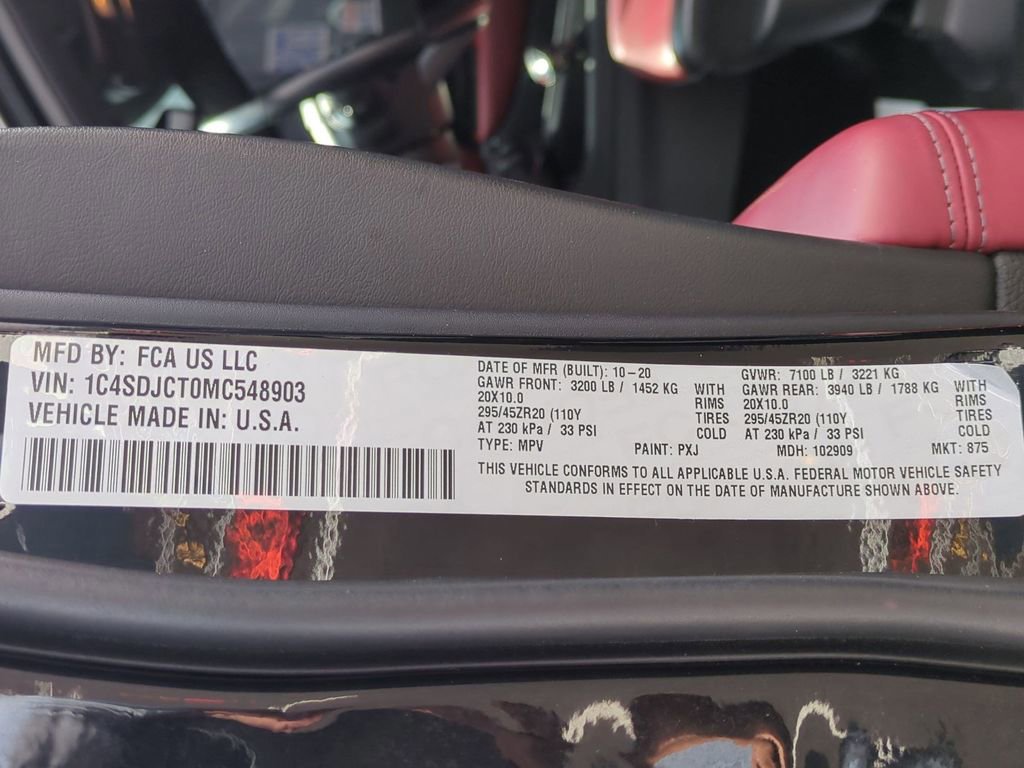 MFD BY: FCA US LLC
VIN: 1C4SDJCT0MC548903
VEHICLE MADE IN: U.S.A.
DATE OF MFR (BUILT): 10-20
GAWR FRONT: 3200 LB / 1452 KG WITH
20X10.0 RIMS
295/45ZR20 (110Y TIRES
AT 230 kPa / 33 PSI COLD
TYPE: MPV PAINT: PXJ
GVWR: 7100 LB / 3221 KG
GAWR REAR: 3940 LB / 1788 KG WITH
20X10.0 RIMS
295/45ZR20 (110Y TIRES
AT 230 kPa / 33 PSI COLD
MDH: 102909 MKT: 875
THIS VEHICLE CONFORMS TO ALL APPLICABLE U.S.A. FEDERAL MOTOR VEHICLE SAFETY
STANDARDS IN EFFECT ON THE DATE OF MANUFACTURE SHOWN ABOVE.